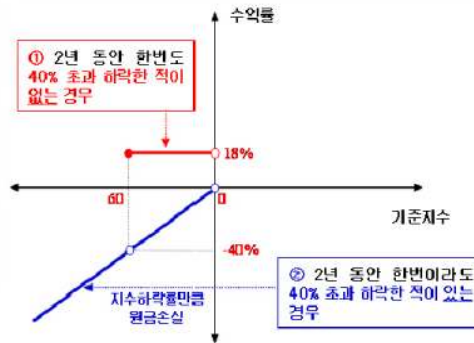 수익률
① 2년 동안 한번도
40% 초과 하락한 적이
없는 경우
18%
60
0
기준지수
-40%
지수하락률만큼
원금손실
② 2년 동안 한번이라도
40% 초과 하락한 적이 있는
경우